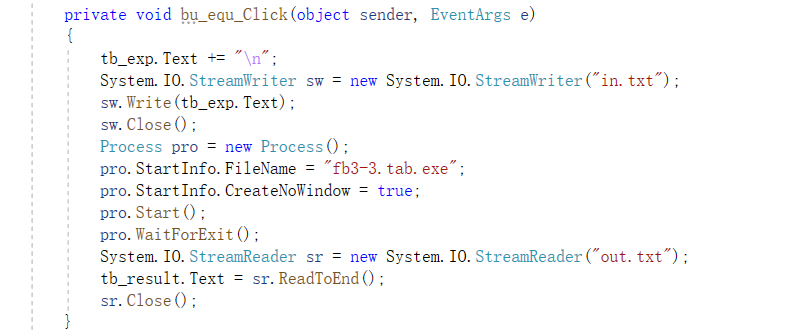 private void bu_equ_Click(object sender, EventArgs e)
{
tb_exp.Text += "\n";
System.IO.StreamWriter sw = new System.IO.StreamWriter("in.txt");
sw.Write(tb_exp.Text);
sw.Close();
Process pro = new Process();
pro.StartInfo.FileName = "fb3-3.tab.exe";
pro.StartInfo.CreateNoWindow = true;
pro.Start();
pro.WaitForExit();
System.IO.StreamReader sr = new System.IO.StreamReader("out.txt");
tb_result.Text = sr.ReadToEnd();
sr.Close();
}